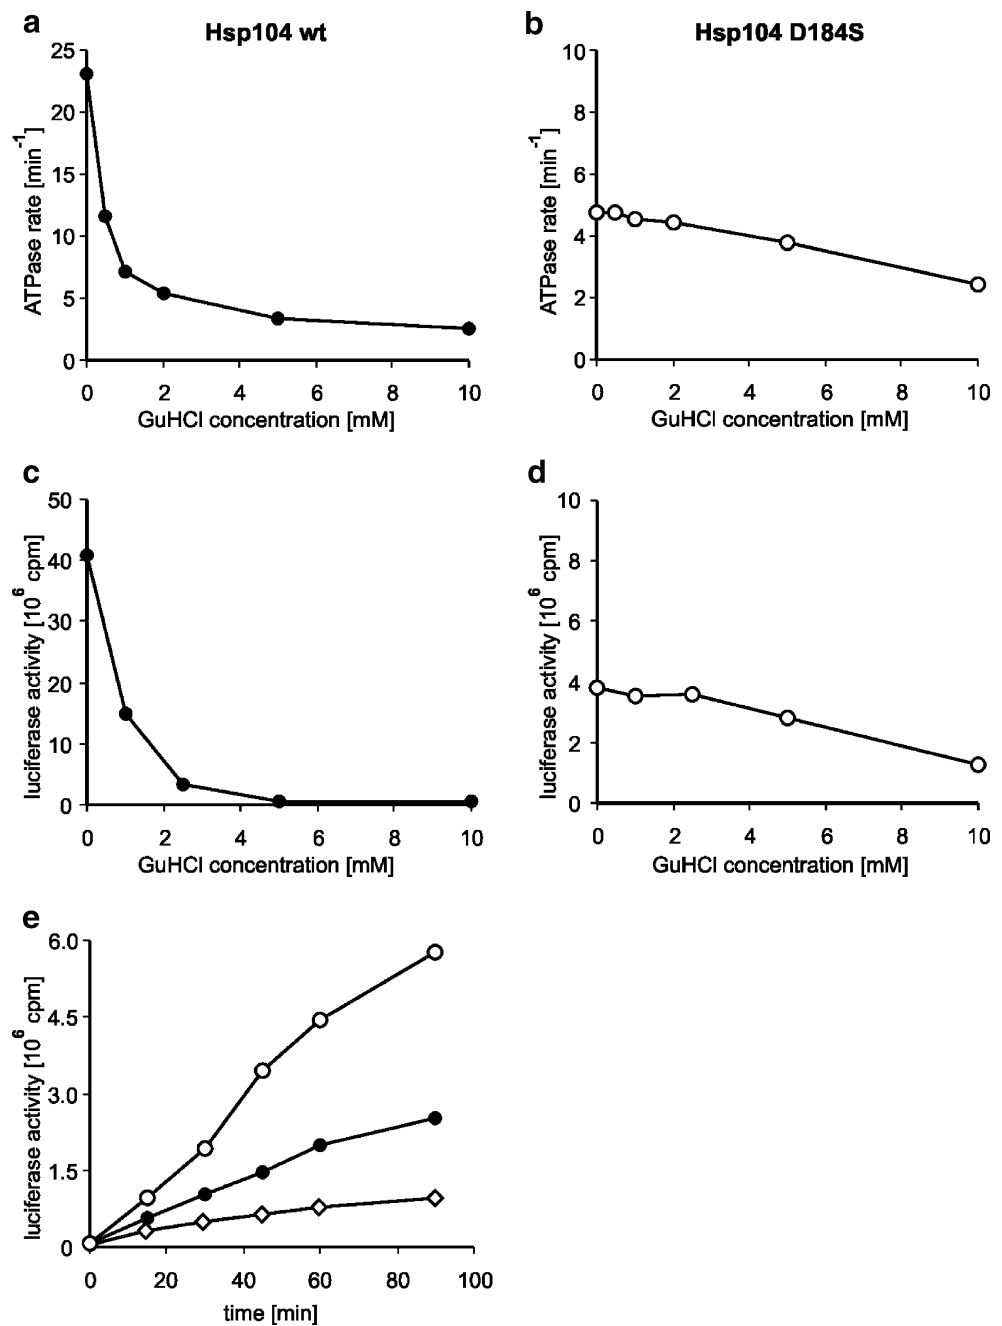 a
Hsp104 wt
25
20
15
10
5
0
ATPase rate [min⁻¹]
0 2 4 6 8 10
GuHCl concentration [mM]
b
Hsp104 D184S
10
8
6
4
2
0
ATPase rate [min⁻¹]
0 2 4 6 8 10
GuHCl concentration [mM]
c
50
40
30
20
10
0
luciferase activity [10⁶ cpm]
0 2 4 6 8 10
GuHCl concentration [mM]
d
10
8
6
4
2
0
luciferase activity [10⁶ cpm]
0 2 4 6 8 10
GuHCl concentration [mM]
e
6.0
4.5
3.0
1.5
0
luciferase activity [10⁶ cpm]
0 20 40 60 80 100
time [min]